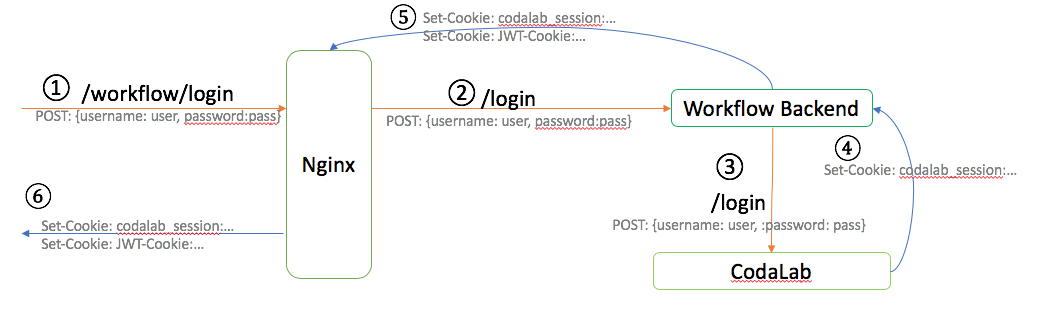 ① /workflow/login
POST: {username: user, password:pass}
② /login
POST: {username: user, password:pass}
③
/login
POST: {username: user, :password: pass}
④
Set-Cookie: codalab_session:...
⑤ Set-Cookie: codalab_session:...
Set-Cookie: JWT-Cookie:...
⑥
Set-Cookie: codalab_session:...
Set-Cookie: JWT-Cookie:...
Nginx
Workflow Backend
CodaLab